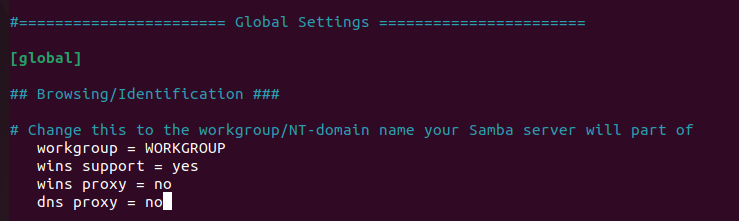 #======================= Global Settings =======================
[global]
## Browsing/Identification ###
# Change this to the workgroup/NT-domain name your Samba server will part of
workgroup = WORKGROUP
wins support = yes
wins proxy = no
dns proxy = no